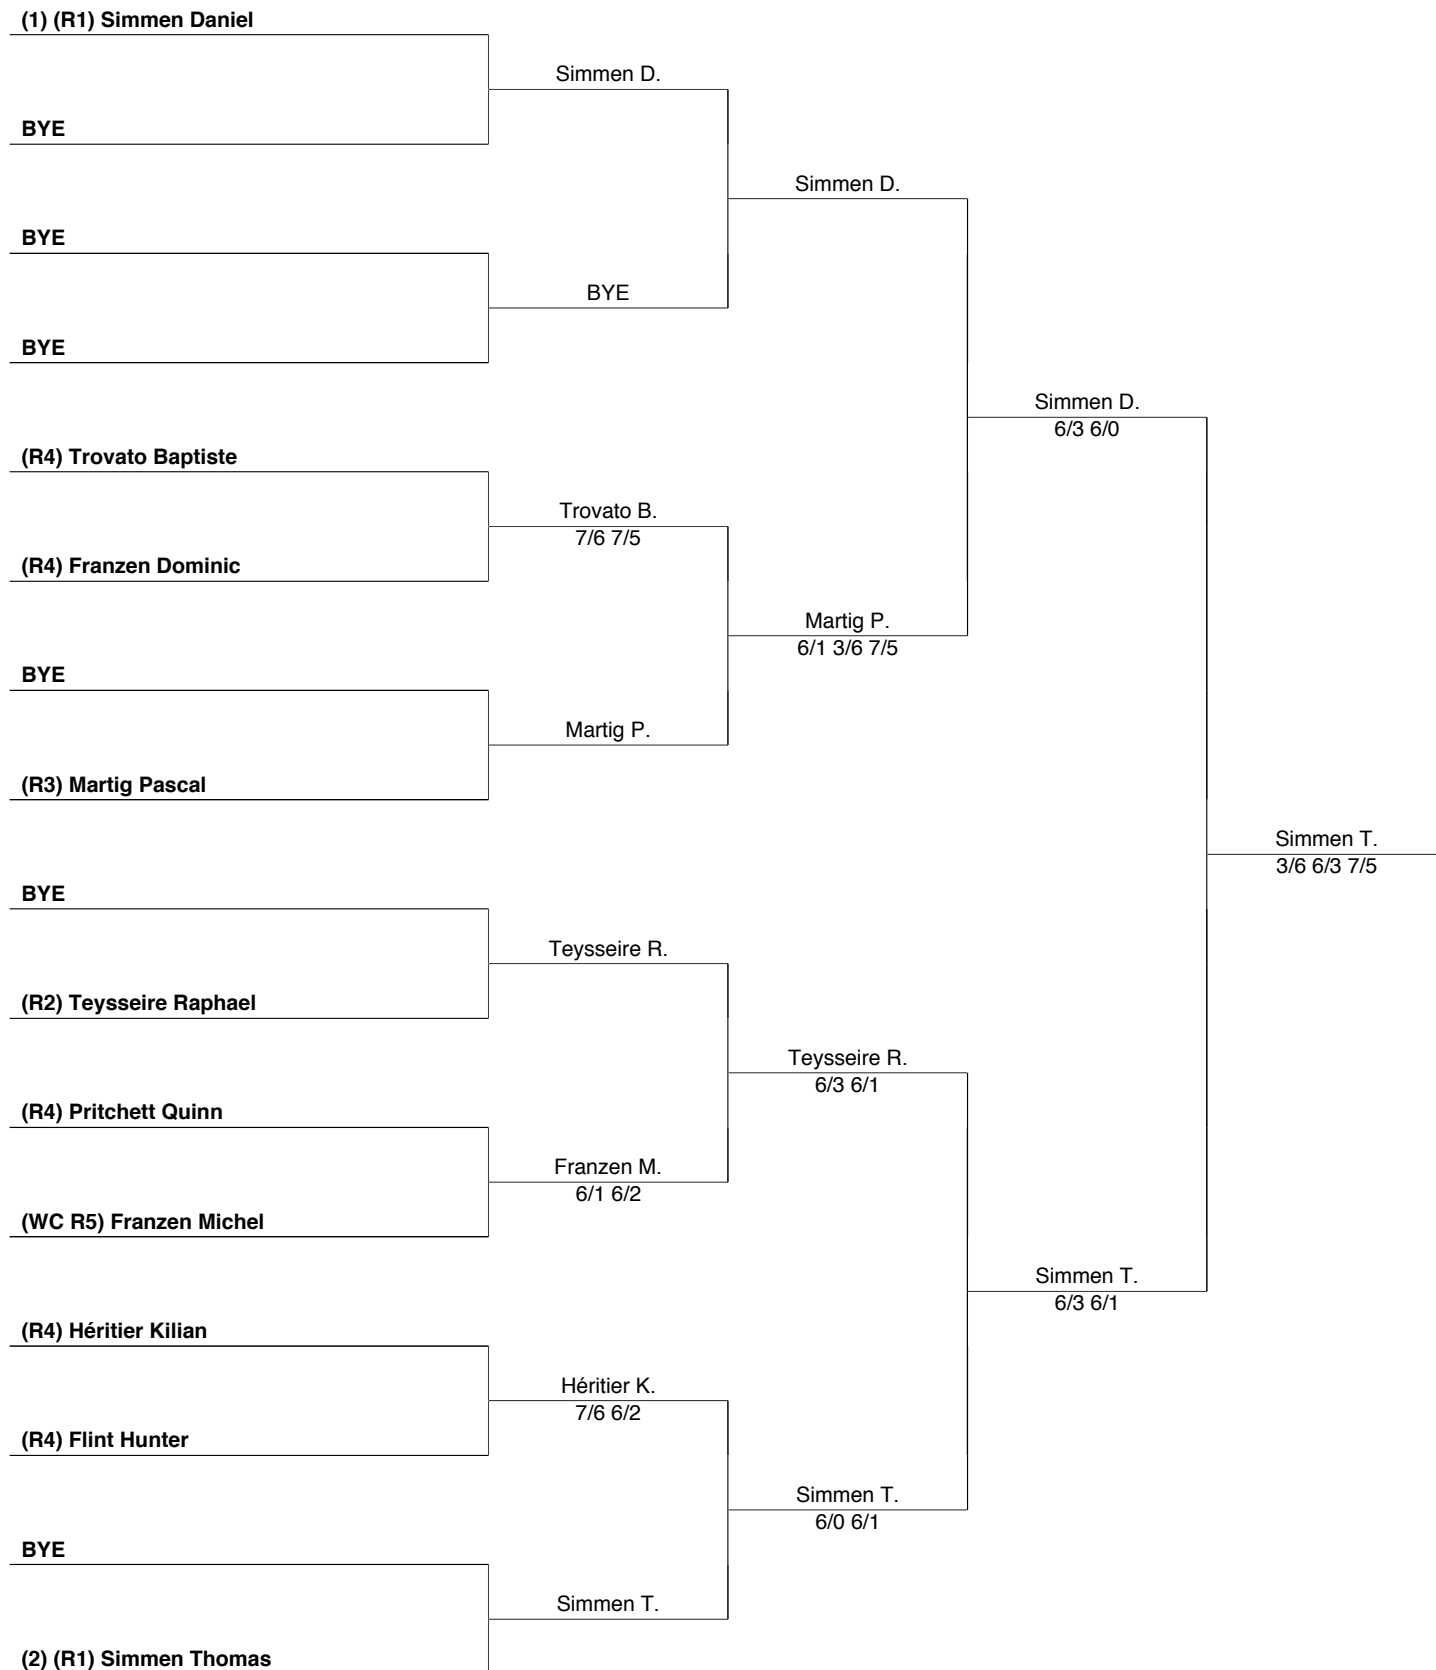 (1) (R1) Simmen Daniel
Simmen D.
BYE
Simmen D.
BYE
BYE
BYE
Simmen D.
6/3 6/0
(R4) Trovato Baptiste
Trovato B.
7/6 7/5
(R4) Franzen Dominic
Martig P.
6/1 3/6 7/5
BYE
Martig P.
(R3) Martig Pascal
Simmen T.
3/6 6/3 7/5
BYE
Teysseire R.
(R2) Teysseire Raphael
Teysseire R.
6/3 6/1
(R4) Pritchett Quinn
Franzen M.
6/1 6/2
(WC R5) Franzen Michel
Simmen T.
6/3 6/1
(R4) Héritier Kilian
Héritier K.
7/6 6/2
(R4) Flint Hunter
Simmen T.
6/0 6/1
BYE
Simmen T.
(2) (R1) Simmen Thomas